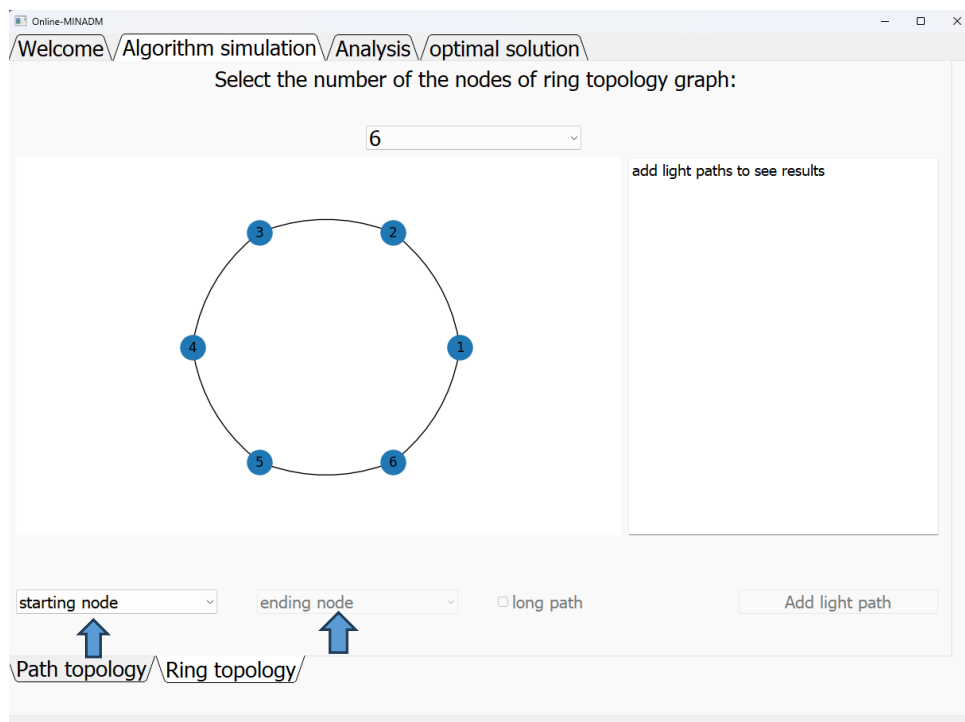 Online-MINADM
Welcome Algorithm simulation Analysis optimal solution
Select the number of the nodes of ring topology graph:
6
add light paths to see results
3 2
4 1
5 6
starting node ending node long path Add light path
Path topology Ring topology